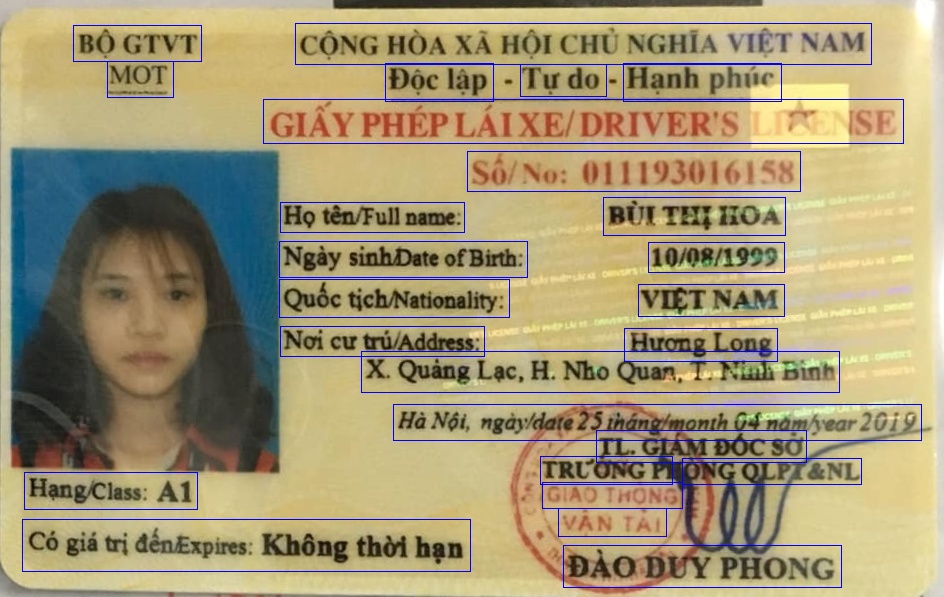 BỘ GTVT
MOT
CỘNG HÒA XÃ HỘI CHỦ NGHĨA VIỆT NAM
Độc lập - Tự do - Hạnh phúc
GIẤY PHÉP LÁI XE/ DRIVER'S LICENSE
Số/ No: 011193016158
Họ tên/Full name: BÙI THỊ HOA
Ngày sinh/Date of Birth: 10/08/1999
Quốc tịch/Nationality: VIỆT NAM
Nơi cư trú/Address: Hương Long
X. Quảng Lạc, H. Nho Quan, T. Ninh Bình
Hà Nội, ngày/date 25 tháng/month 04 năm/year 2019
TL. GIÁM ĐỐC SỞ
TRƯỞNG PHÒNG QLPT&NL
GIAO THÔNG
VẬN TẢI
ĐÀO DUY PHONG
Hạng/Class: A1
Có giá trị đến/Expires: Không thời hạn